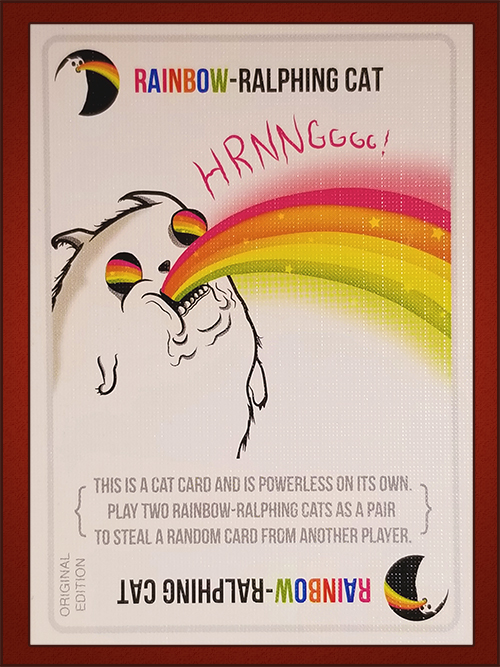 RAINBOW-RALPHING CAT
HRNNGGGGG!
THIS IS A CAT CARD AND IS POWERLESS ON ITS OWN.
PLAY TWO RAINBOW-RALPHING CATS AS A PAIR
TO STEAL A RANDOM CARD FROM ANOTHER PLAYER.
ORIGINAL
EDITION
RAINBOW-RALPHING CAT